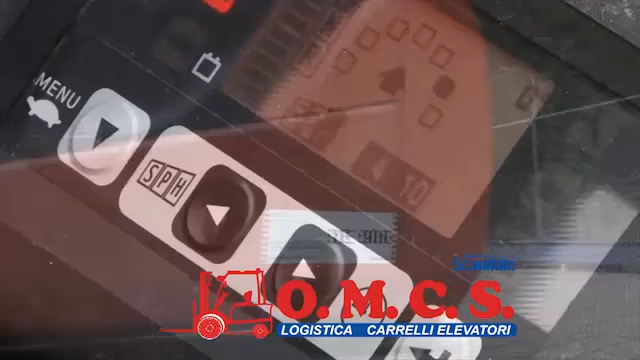 MENU
SPH
10
O. M. C. S.
LOGISTICA CARRELLI ELEVATORI